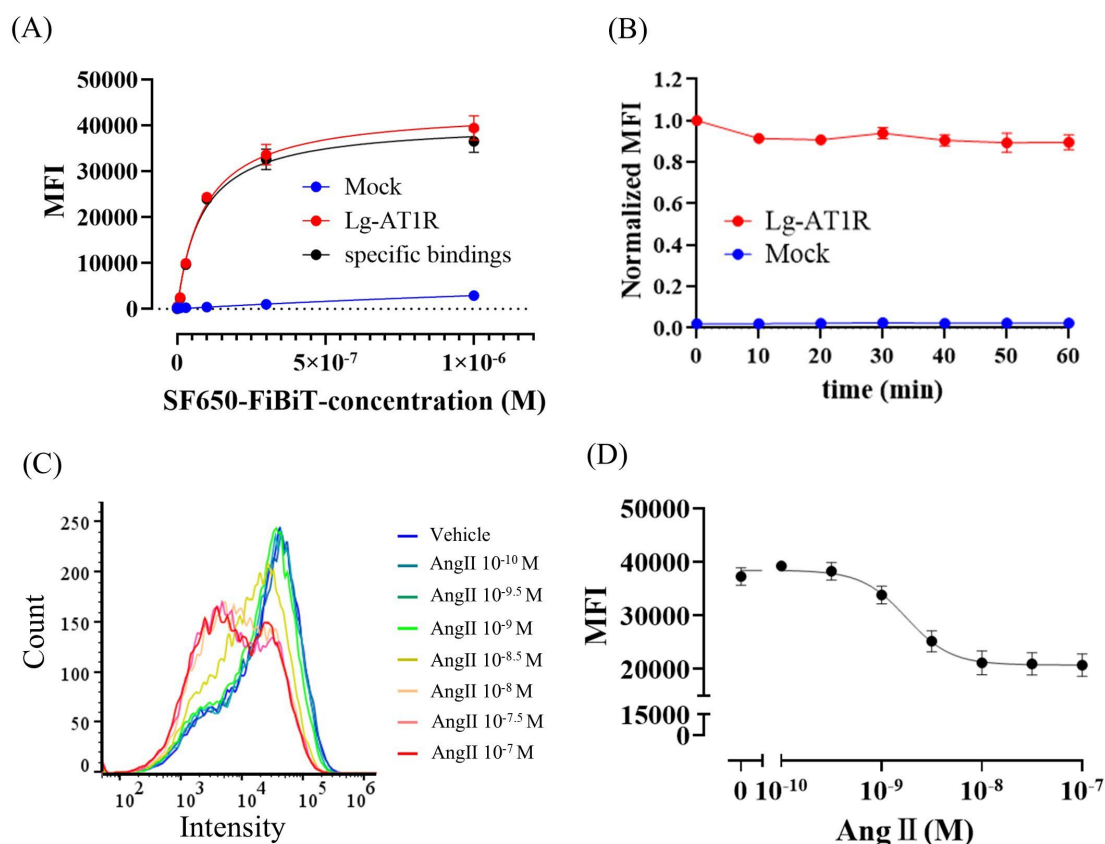 (A)
50000
40000
30000
20000
10000
0
MFI
Mock
Lg-AT1R
specific bindings
0
5×10⁻⁷
1×10⁻⁶
SF650-FiBiT-concentration (M)
(B)
1.2
1.0
0.8
0.6
0.4
0.2
0.0
Normalized MFI
Lg-AT1R
Mock
0 10 20 30 40 50 60
time (min)
(C)
250
200
150
100
50
0
Count
Vehicle
AngII 10⁻¹⁰ M
AngII 10⁻⁹·⁵ M
AngII 10⁻⁹ M
AngII 10⁻⁸·⁵ M
AngII 10⁻⁸ M
AngII 10⁻⁷·⁵ M
AngII 10⁻⁷ M
10² 10³ 10⁴ 10⁵ 10⁶
Intensity
(D)
50000
40000
30000
20000
15000
0
MFI
0 10⁻¹⁰ 10⁻⁹ 10⁻⁸ 10⁻⁷
Ang Ⅱ (M)